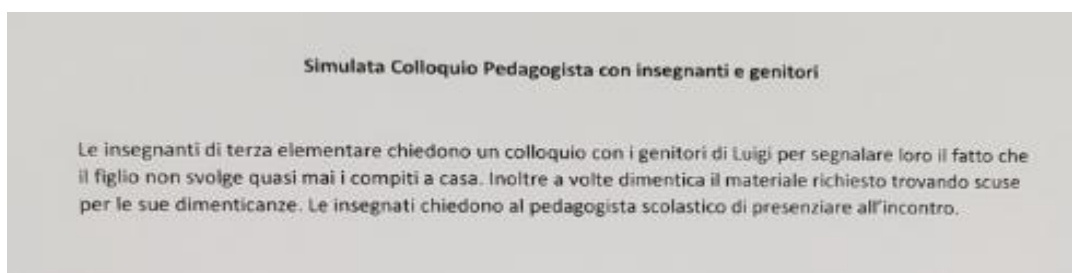 Simulata Colloquio Pedagogista con insegnanti e genitori
Le insegnanti di terza elementare chiedono un colloquio con i genitori di Luigi per segnalare loro il fatto che
il figlio non svolge quasi mai i compiti a casa. Inoltre a volte dimentica il materiale richiesto trovando scuse
per le sue dimenticanze. Le insegnati chiedono al pedagogista scolastico di presenziare all'incontro.